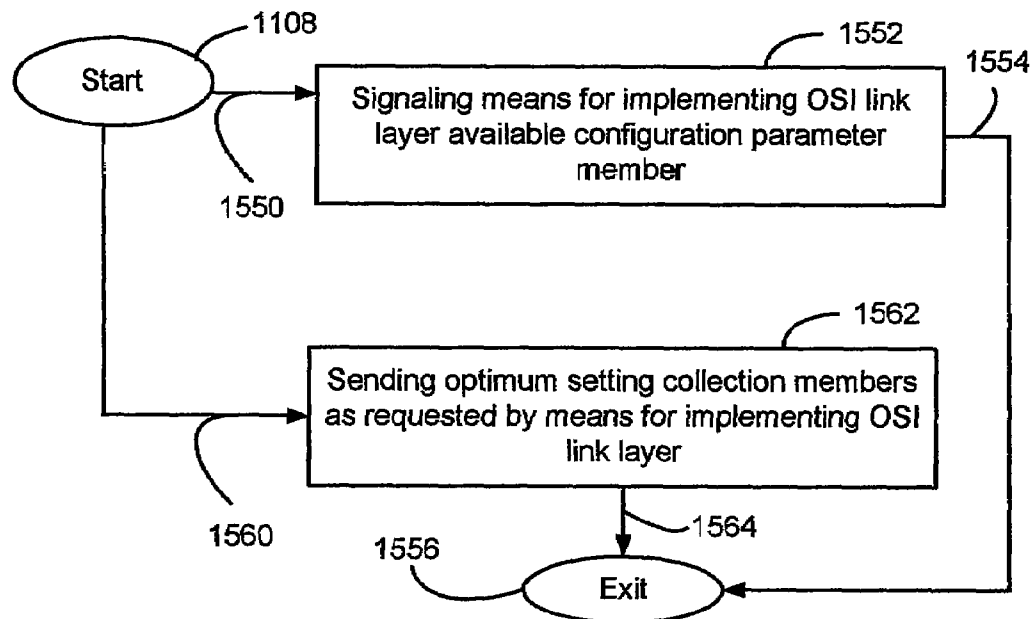 1108
Start
1552
1554
Signaling means for implementing OSI link
layer available configuration parameter
member
1550
1562
Sending optimum setting collection members
as requested by means for implementing OSI
link layer
1560
1564
1556
Exit